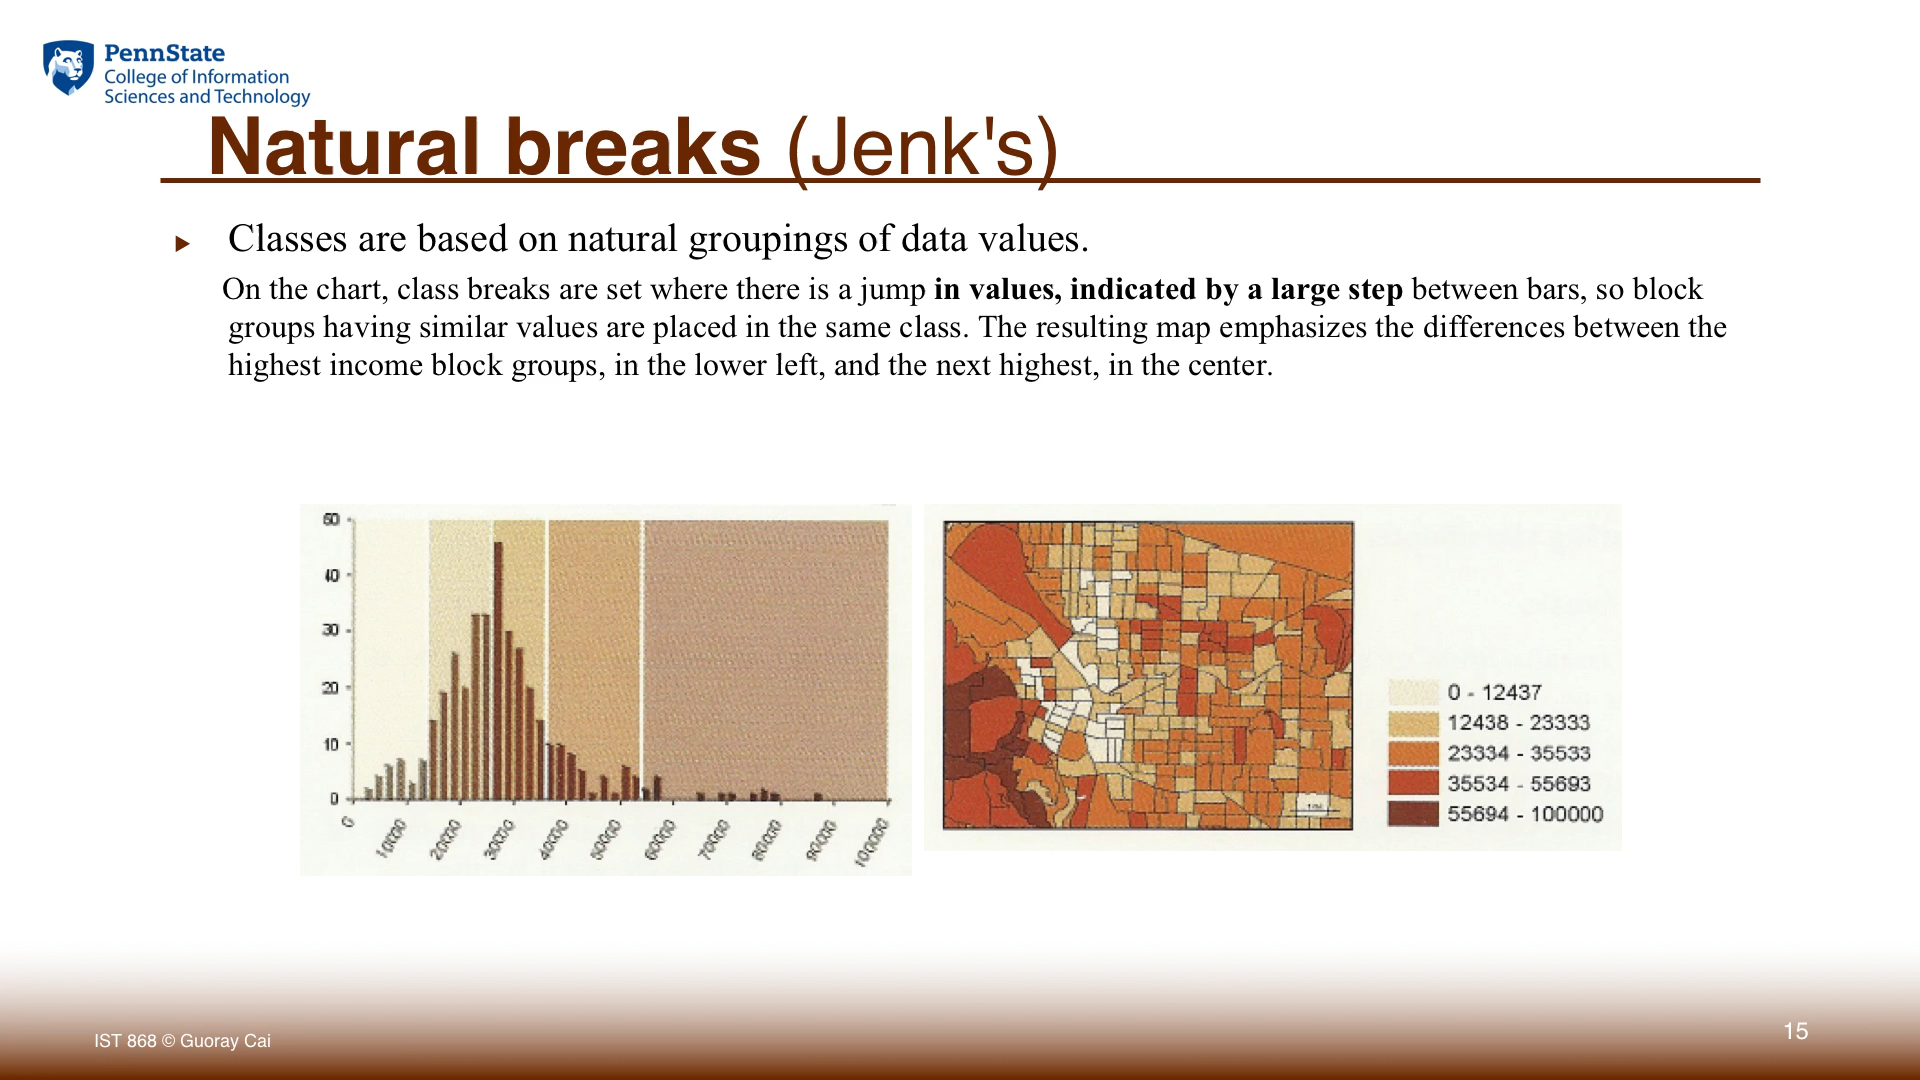 PennState
College of Information
Sciences and Technology
Natural breaks (Jenk's)
Classes are based on natural groupings of data values.
On the chart, class breaks are set where there is a jump in values, indicated by a large step between bars, so block
groups having similar values are placed in the same class. The resulting map emphasizes the differences between the
highest income block groups, in the lower left, and the next highest, in the center.
50
40
30
20
10
0
0 10000 20000 30000 40000 50000 60000 70000 80000 90000 100000
0 - 12437
12438 - 23333
23334 - 35533
35534 - 55693
55694 - 100000
IST 868 © Guoray Cai
15